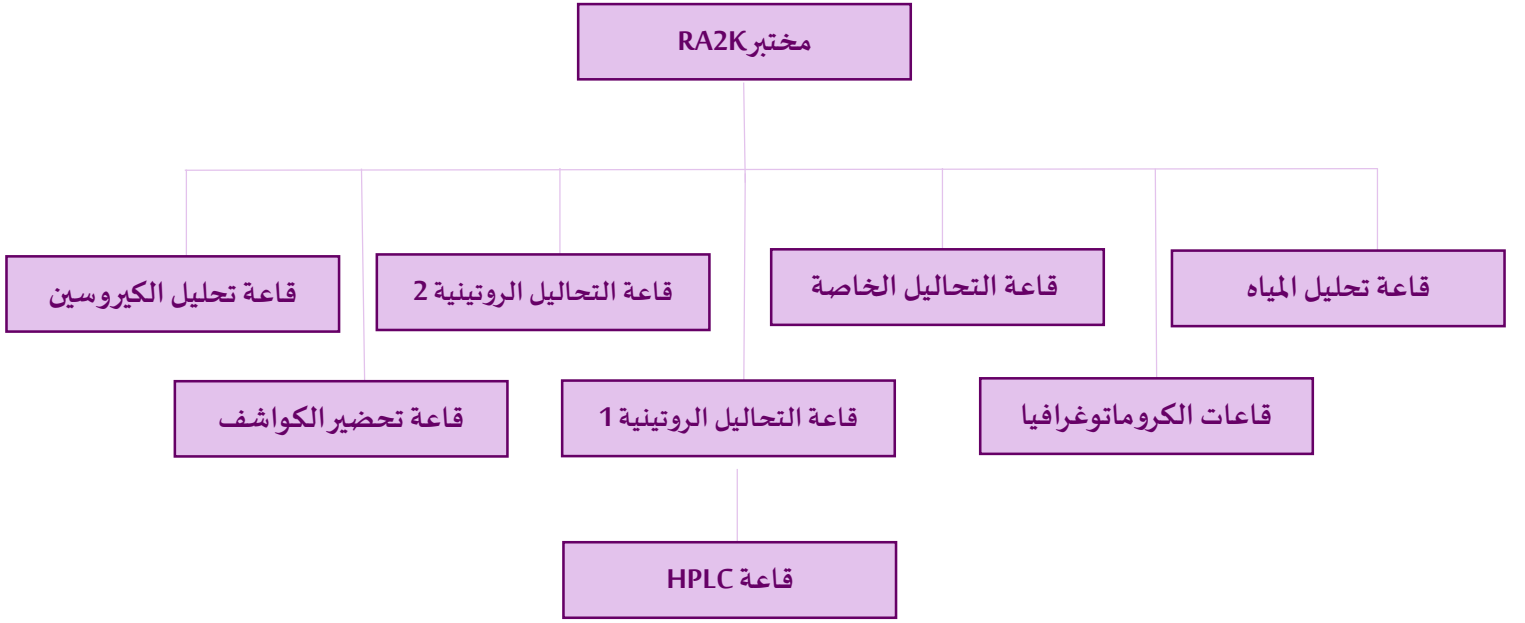 مختبر RA2K
قاعة تحليل المياه
قاعة التحاليل الخاصة
قاعة التحاليل الروتينية 2
قاعة تحليل الكيروسين
قاعات الكروماتوغرافيا
قاعة التحاليل الروتينية 1
قاعة تحضير الكواشف
قاعة HPLC